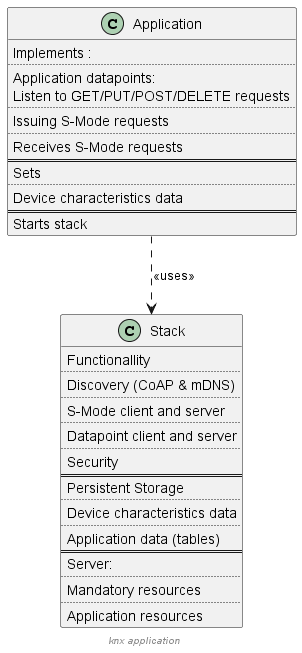 C Application
Implements :
Application datapoints:
Listen to GET/PUT/POST/DELETE requests
Issuing S-Mode requests
Receives S-Mode requests
Sets
Device characteristics data
Starts stack
«uses»
C Stack
Functionallity
Discovery (CoAP & mDNS)
S-Mode client and server
Datapoint client and server
Security
Persistent Storage
Device characteristics data
Application data (tables)
Server:
Mandatory resources
Application resources
knx application